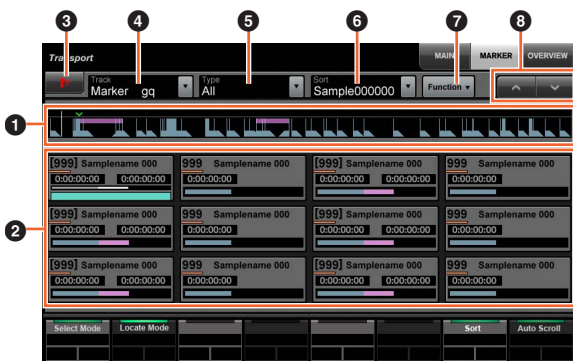 3 4 5 6 7 8
Transport
MAIN MARKER OVERVIEW
Track
Marker gq
Type
All
Sort
Sample000000
Function ▼
1
2
[999] Samplename 000 999 Samplename 000 [999] Samplename 000 999 Samplename 000
0:00:00:00 0:00:00:00 0:00:00:00 0:00:00:00 0:00:00:00 0:00:00:00 0:00:00:00 0:00:00:00
[999] Samplename 000 999 Samplename 000 [999] Samplename 000 999 Samplename 000
0:00:00:00 0:00:00:00 0:00:00:00 0:00:00:00 0:00:00:00 0:00:00:00 0:00:00:00 0:00:00:00
[999] Samplename 000 999 Samplename 000 [999] Samplename 000 999 Samplename 000
0:00:00:00 0:00:00:00 0:00:00:00 0:00:00:00 0:00:00:00 0:00:00:00 0:00:00:00 0:00:00:00
Select Mode Locate Mode Sort Auto Scroll